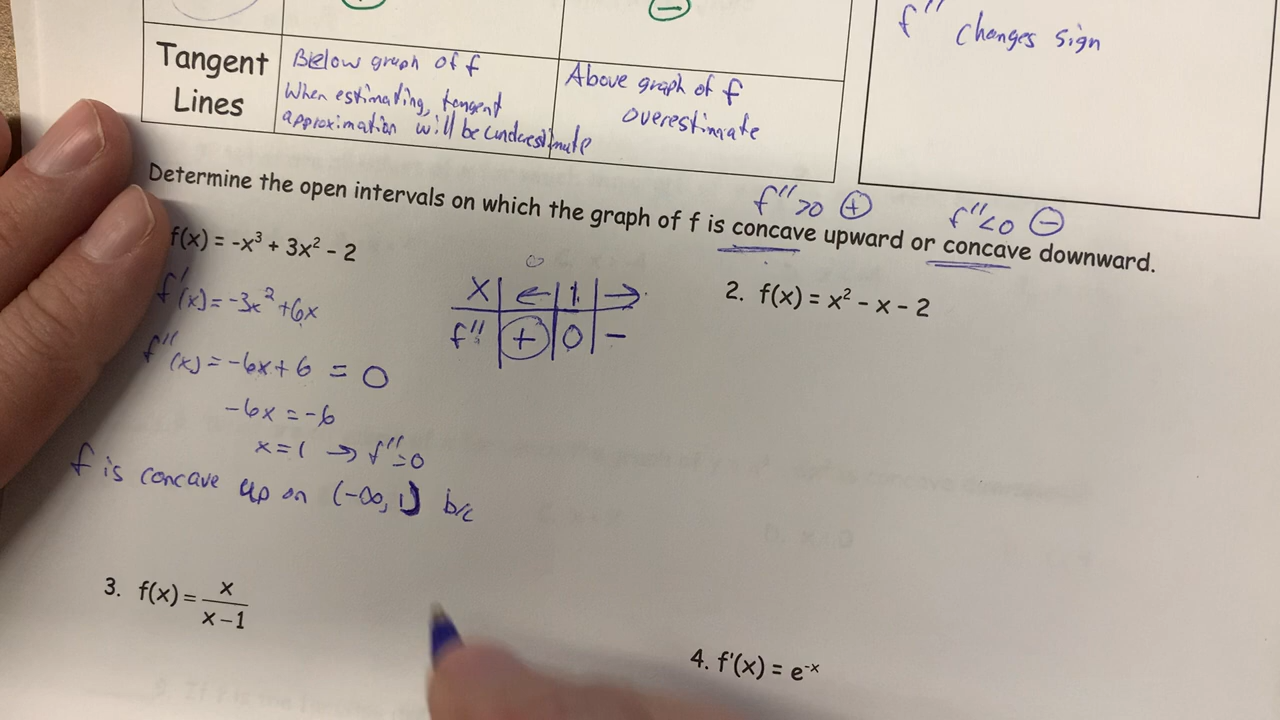 +
−
f'' changes sign
Tangent Lines
Below graph of f
When estimating, tangent
approximation will be underestimate
Above graph of f
overestimate
f''>0 +
f''<0 −
Determine the open intervals on which the graph of f is concave upward or concave downward.
f(x) = -x³ + 3x² - 2
f'(x) = -3x² + 6x
f''(x) = -6x + 6 = 0
-6x = -6
x = 1 → f''=0
f is concave up on (-∞, 1) b/c
0
X | ← | 1 | →
f'' | + | 0 | −
2. f(x) = x² - x - 2
3. f(x) = x / (x - 1)
4. f'(x) = e⁻ˣ